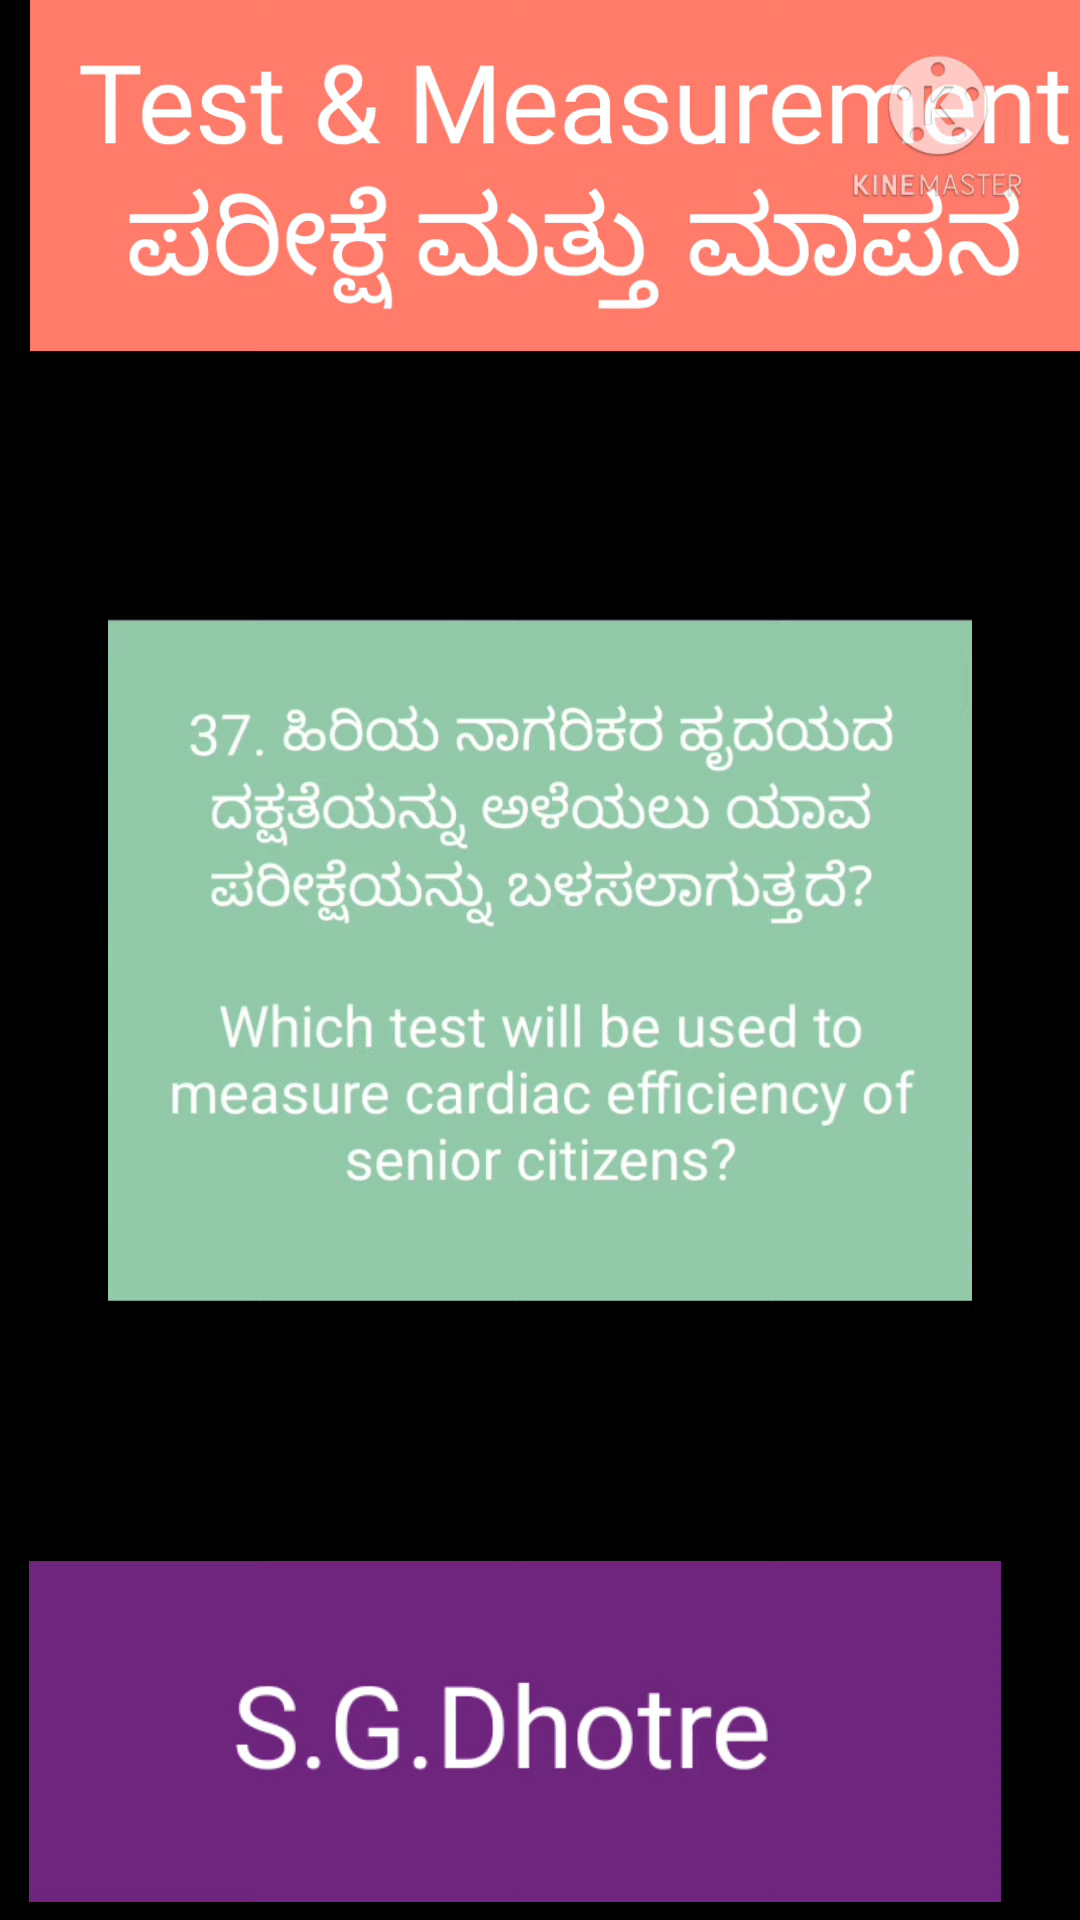 Test & Measurement
KINEMASTER
ಪರೀಕ್ಷೆ ಮತ್ತು ಮಾಪನ
37. ಹಿರಿಯ ನಾಗರಿಕರ ಹೃದಯದ
ದಕ್ಷತೆಯನ್ನು ಅಳೆಯಲು ಯಾವ
ಪರೀಕ್ಷೆಯನ್ನು ಬಳಸಲಾಗುತ್ತದೆ?
Which test will be used to
measure cardiac efficiency of
senior citizens?
S.G.Dhotre